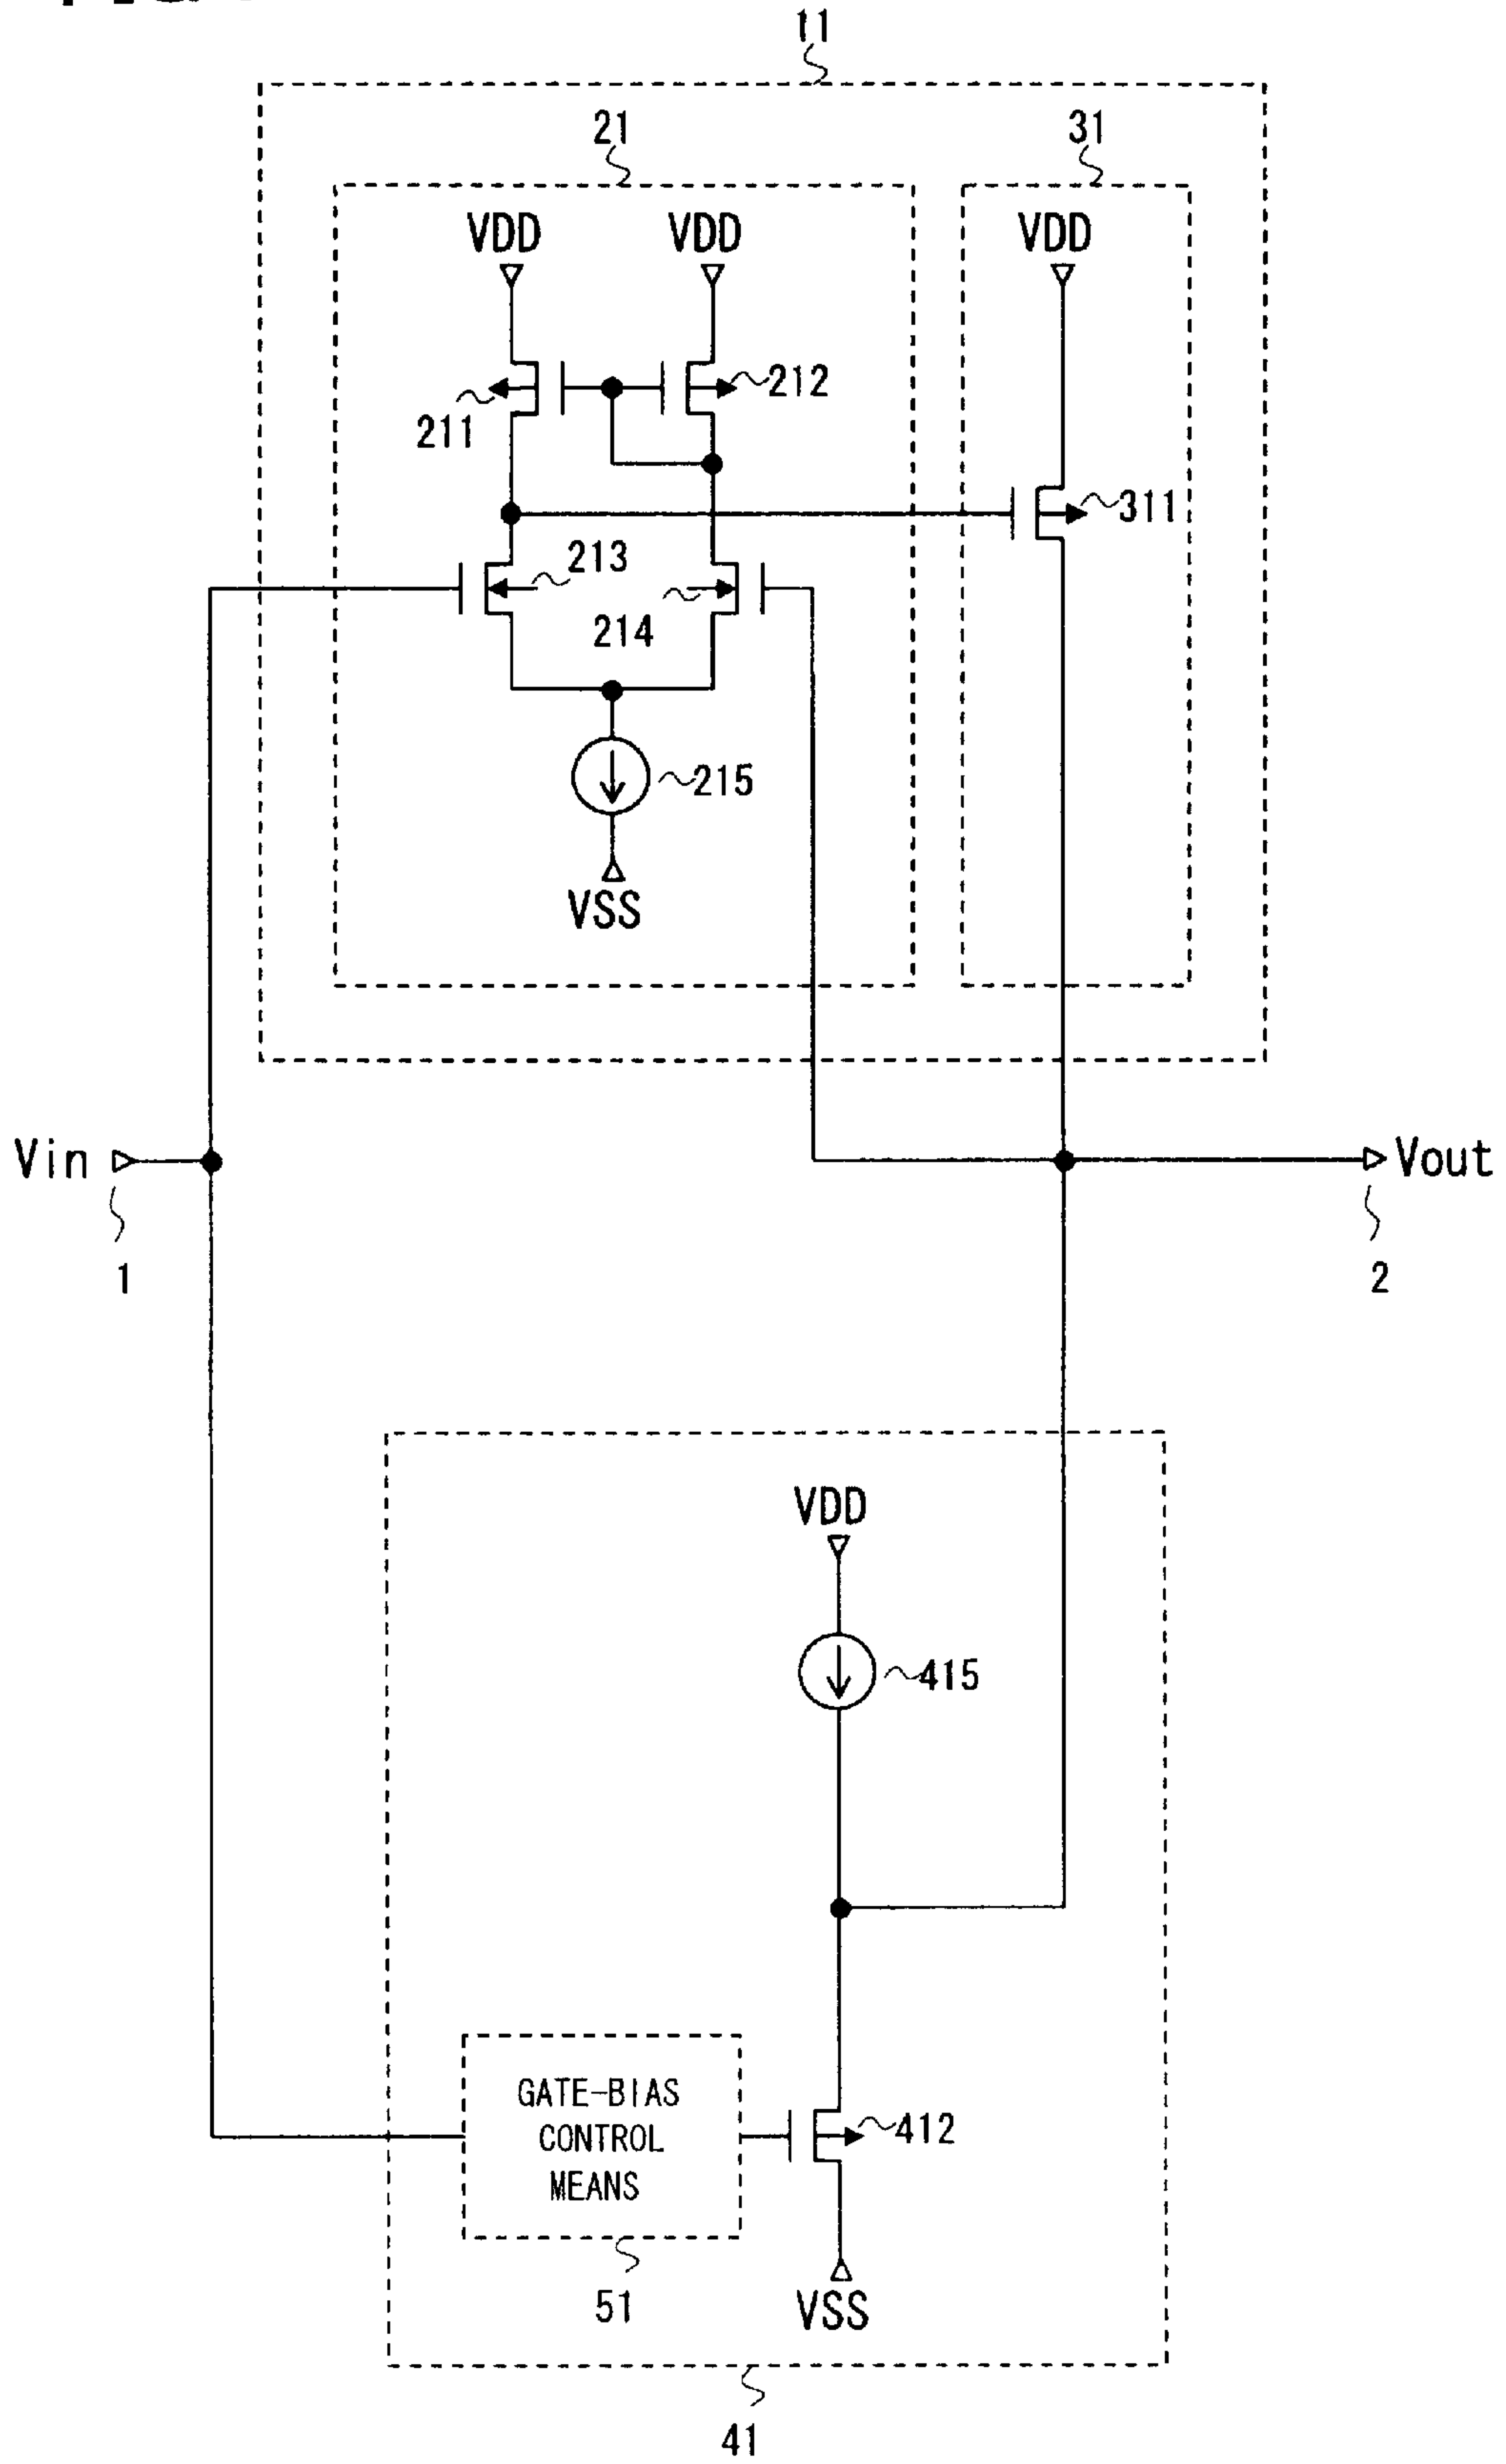 11
21
31
VDD
VDD
VDD
212
211
311
213
214
215
VSS
Vin
Vout
1
2
VDD
415
GATE-BIAS
CONTROL
MEANS
412
51
VSS
41